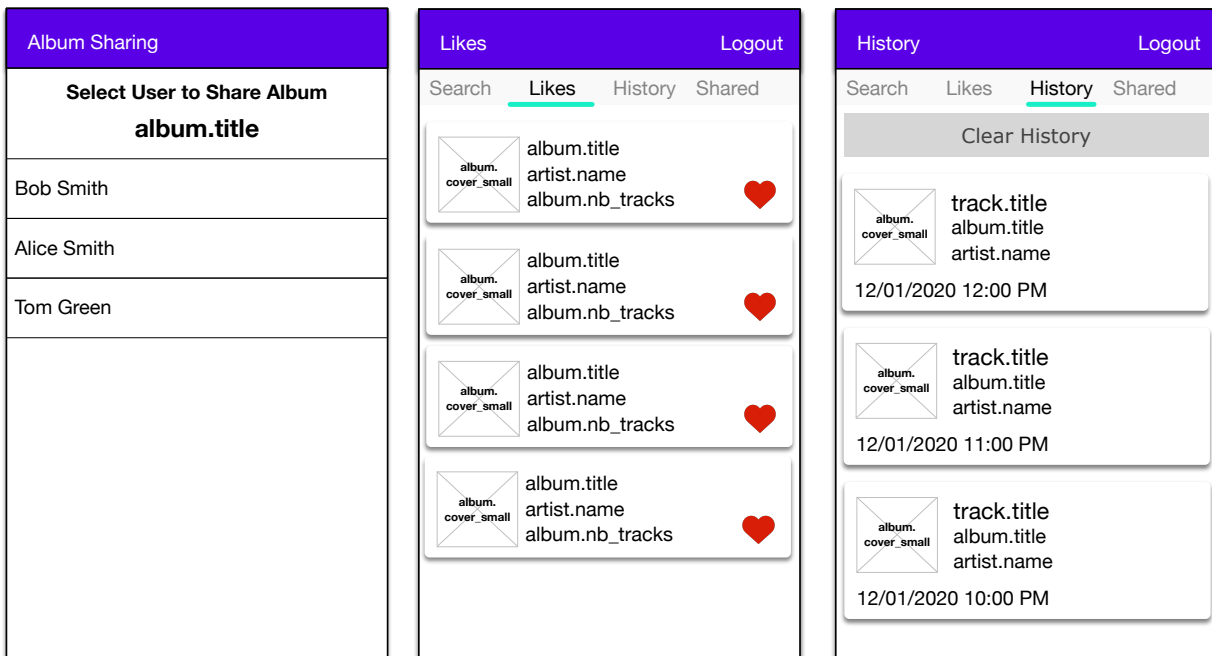 Album Sharing
Select User to Share Album
album.title
Bob Smith
Alice Smith
Tom Green
Likes Logout
Search Likes History Shared
album.
cover_small
album.title
artist.name
album.nb_tracks
album.
cover_small
album.title
artist.name
album.nb_tracks
album.
cover_small
album.title
artist.name
album.nb_tracks
album.
cover_small
album.title
artist.name
album.nb_tracks
History Logout
Search Likes History Shared
Clear History
album.
cover_small
track.title
album.title
artist.name
12/01/2020 12:00 PM
album.
cover_small
track.title
album.title
artist.name
12/01/2020 11:00 PM
album.
cover_small
track.title
album.title
artist.name
12/01/2020 10:00 PM